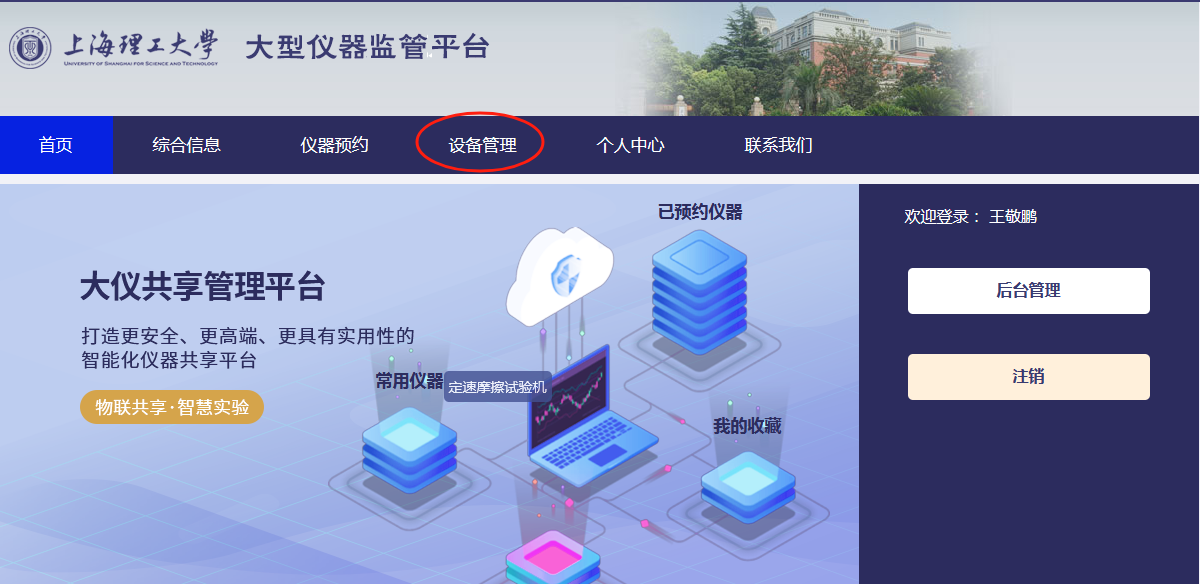 上海理工大學
UNIVERSITY OF SHANGHAI FOR SCIENCE AND TECHNOLOGY
大型仪器监管平台
首页 综合信息 仪器预约 设备管理 个人中心 联系我们
已预约仪器
欢迎登录： 王敬鹏
大仪共享管理平台
后台管理
打造更安全、更高端、更具有实用性的
智能化仪器共享平台
常用仪器
定速摩擦试验机
注销
物联共享·智慧实验
我的收藏